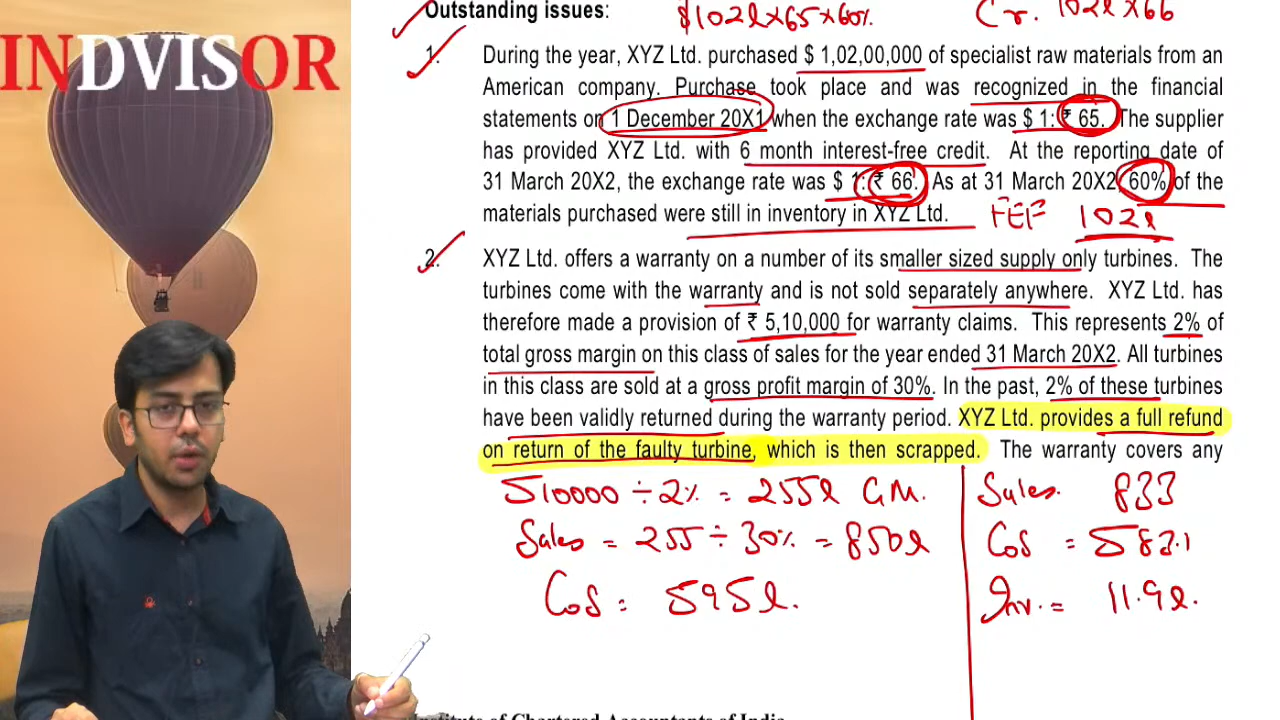 INDVISOR
Outstanding issues:
$102l×65×60%
Cr. 102l×66
1. During the year, XYZ Ltd. purchased $ 1,02,00,000 of specialist raw materials from an
American company. Purchase took place and was recognized in the financial
statements on 1 December 20X1 when the exchange rate was $ 1: ₹ 65. The supplier
has provided XYZ Ltd. with 6 month interest-free credit. At the reporting date of
31 March 20X2, the exchange rate was $ 1: ₹ 66. As at 31 March 20X2 60% of the
materials purchased were still in inventory in XYZ Ltd.
FEF 102l
2. XYZ Ltd. offers a warranty on a number of its smaller sized supply only turbines. The
turbines come with the warranty and is not sold separately anywhere. XYZ Ltd. has
therefore made a provision of ₹ 5,10,000 for warranty claims. This represents 2% of
total gross margin on this class of sales for the year ended 31 March 20X2. All turbines
in this class are sold at a gross profit margin of 30%. In the past, 2% of these turbines
have been validly returned during the warranty period. XYZ Ltd. provides a full refund
on return of the faulty turbine, which is then scrapped. The warranty covers any
510000 ÷ 2% = 255l G.M.
Sales = 255 ÷ 30% = 850l
COS : 595l.
Sales. 833
COS = 583.1
Inv. = 11.9l.
Institute of Chartered Accountants of India